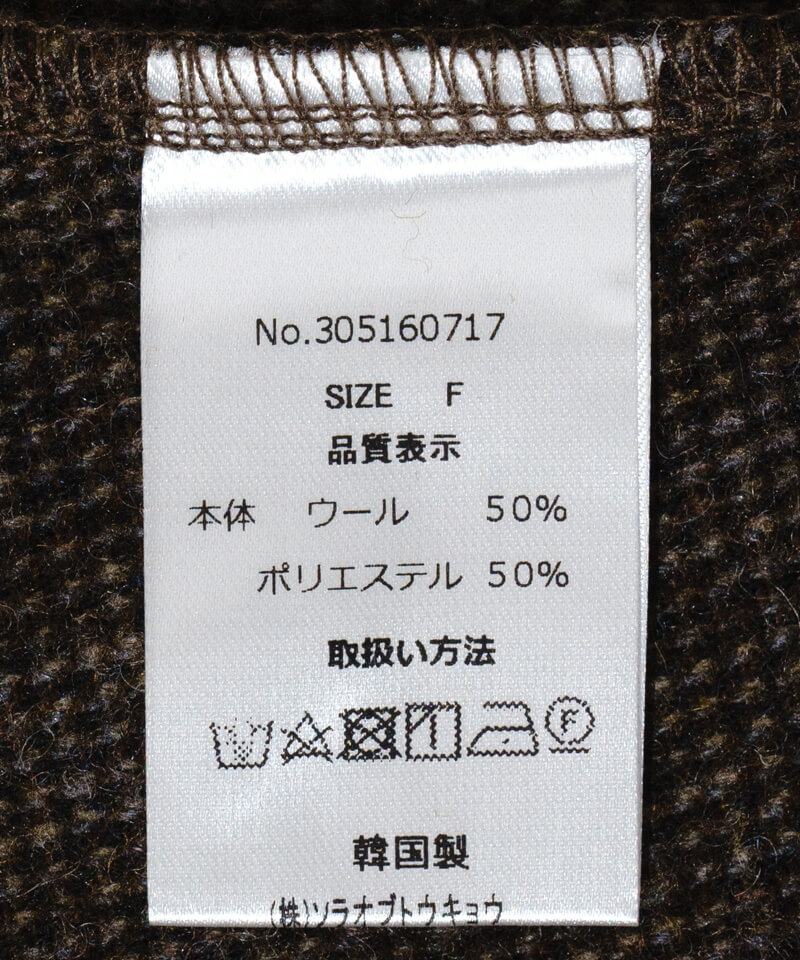 No.305160717
SIZE F
品質表示
本体 ウール 50%
ポリエステル 50%
取扱い方法
F
韓国製
(株)ソラオブトウキョウ